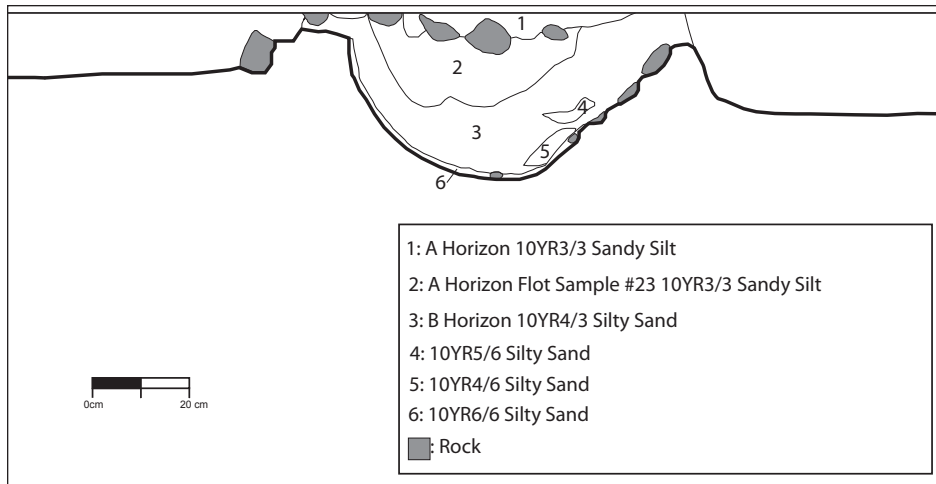 1
2
3
4
5
6
1: A Horizon 10YR3/3 Sandy Silt
2: A Horizon Flot Sample #23 10YR3/3 Sandy Silt
3: B Horizon 10YR4/3 Silty Sand
4: 10YR5/6 Silty Sand
5: 10YR4/6 Silty Sand
6: 10YR6/6 Silty Sand
: Rock
0cm 20 cm